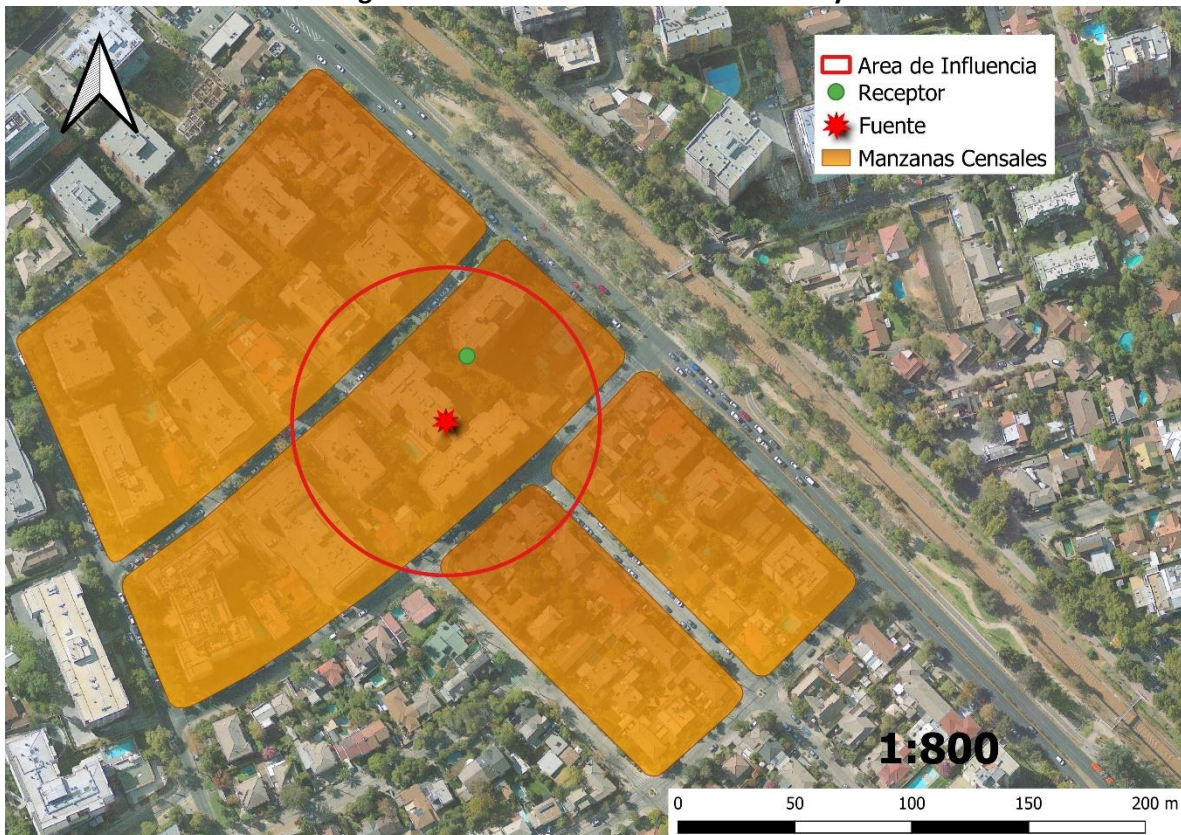 Area de Influencia
Receptor
Fuente
Manzanas Censales
1:800
0 50 100 150 200 m